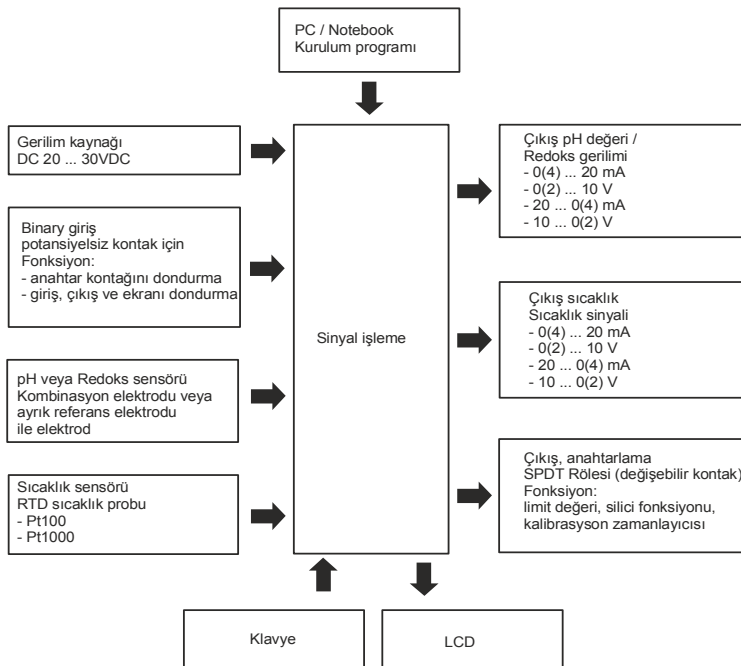 PC / Notebook
Kurulum programı
Gerilim kaynağı
DC 20 ... 30VDC
Binary giriş
potansiyelsiz kontak için
Fonksiyon:
- anahtar kontağını dondurma
- giriş, çıkış ve ekranı dondurma
pH veya Redoks sensörü
Kombinasyon elektrodu veya
ayrık referans elektrodu
ile elektrod
Sıcaklık sensörü
RTD sıcaklık probu
- Pt100
- Pt1000
Sinyal işleme
Çıkış pH değeri /
Redoks gerilimi
- 0(4) ... 20 mA
- 0(2) ... 10 V
- 20 ... 0(4) mA
- 10 ... 0(2) V
Çıkış sıcaklık
Sıcaklık sinyali
- 0(4) ... 20 mA
- 0(2) ... 10 V
- 20 ... 0(4) mA
- 10 ... 0(2) V
Çıkış, anahtarlama
SPDT Rölesi (değişebilir kontak)
Fonksiyon:
limit değeri, silici fonksiyonu,
kalibrasyson zamanlayıcısı
Klavye
LCD